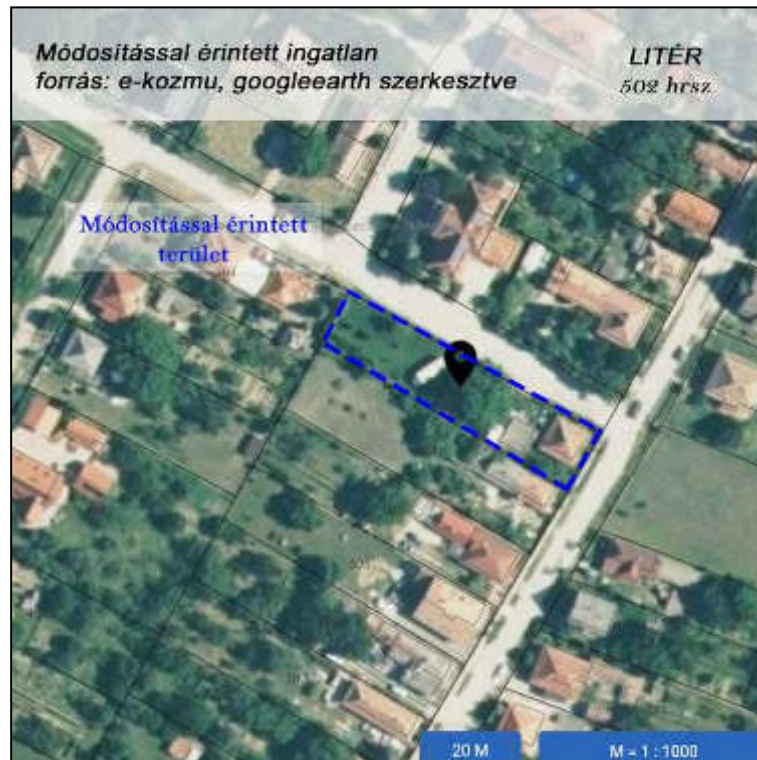 Módosítással érintett ingatlan
forrás: e-kozmu, googleearth szerkesztve
LITÉR
502 hrsz
Módosítással érintett
terület
20 M
M = 1 : 1000